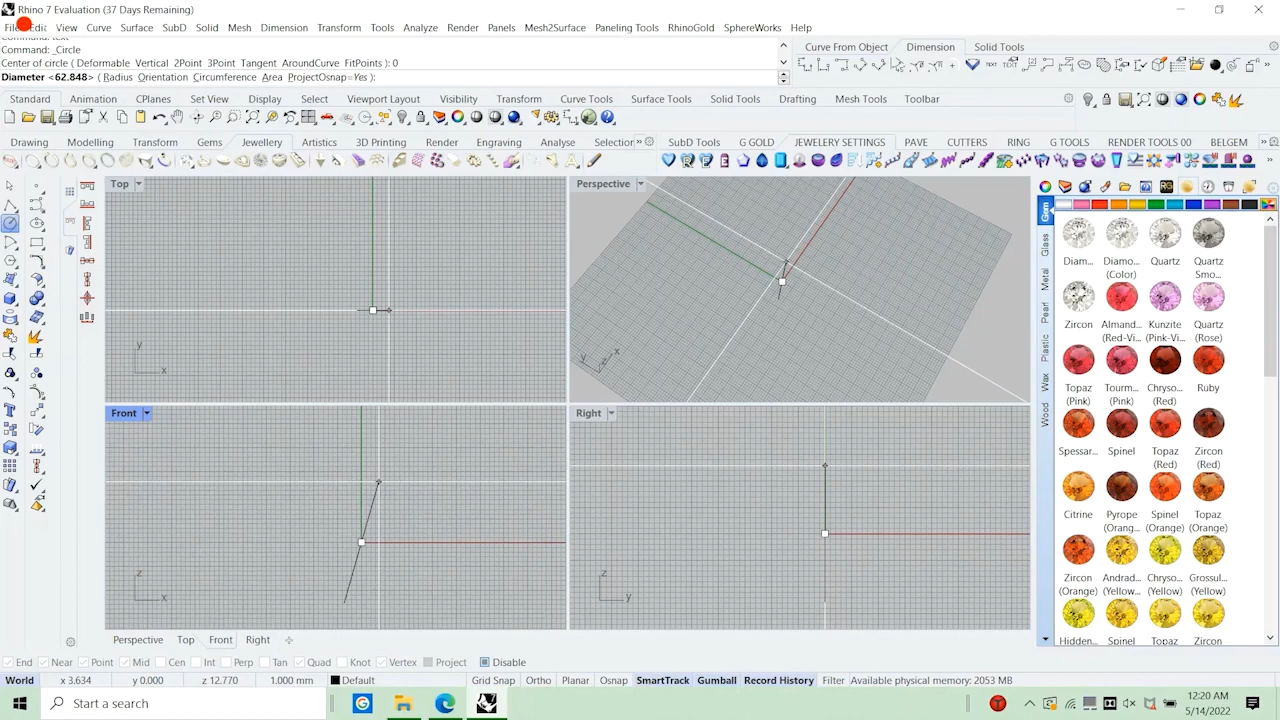 Rhino 7 Evaluation (37 Days Remaining)
File Edit View Curve Surface SubD Solid Mesh Dimension Transform Tools Analyze Render Panels Mesh2Surface Paneling Tools RhinoGold SphereWorks Help
Command: _Circle
Center of circle ( Deformable Vertical 2Point 3Point Tangent AroundCurve FitPoints ): 0
Diameter <62.848> ( Radius Orientation Circumference Area ProjectOsnap=Yes ):
Curve From Object Dimension Solid Tools
Standard Animation CPlanes Set View Display Select Viewport Layout Visibility Transform Curve Tools Surface Tools Solid Tools Drafting Mesh Tools Toolbar
Drawing Modelling Transform Gems Jewellery Artistics 3D Printing Render Engraving Analyse Selection SubD Tools G GOLD JEWELERY SETTINGS PAVE CUTTERS RING G TOOLS RENDER TOOLS 00 BELGEM
Top
Perspective
y
x
y
z
x
Front
Right
z
x
z
y
Gem
Glass
Metal
Pearl
Plastic
Wax
Wood
Diam... Diamo... (Color) Quartz Quartz Smo...
Zircon Alman... (Red-Vi... Kunzite (Pink-Vi... Quartz (Rose)
Topaz (Pink) Tourm... (Pink) Chryso... (Red) Ruby
Spessar... Spinel Topaz (Red) Zircon (Red)
Citrine Pyrope (Orang... Spinel (Orange) Topaz (Orange)
Zircon (Orange) Andrad... (Yellow) Chryso... (Yellow) Grossul... (Yellow)
Hidden... Spinel Topaz Zircon
Perspective Top Front Right
End Near Point Mid Cen Int Perp Tan Quad Knot Vertex Project Disable
World x 3.634 y 0.000 z 12.770 1.000 mm Default Grid Snap Ortho Planar Osnap SmartTrack Gumball Record History Filter Available physical memory: 2053 MB
Start a search
12:20 AM
5/14/2022